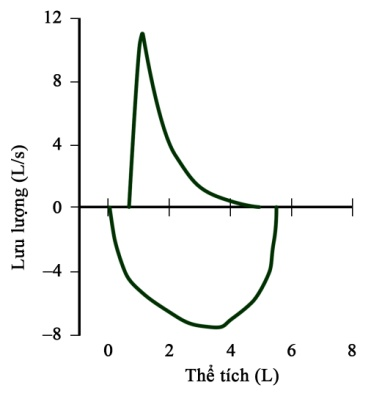 12
8
4
0
–4
–8
Lưu lượng (L/s)
0 2 4 6 8
Thể tích (L)